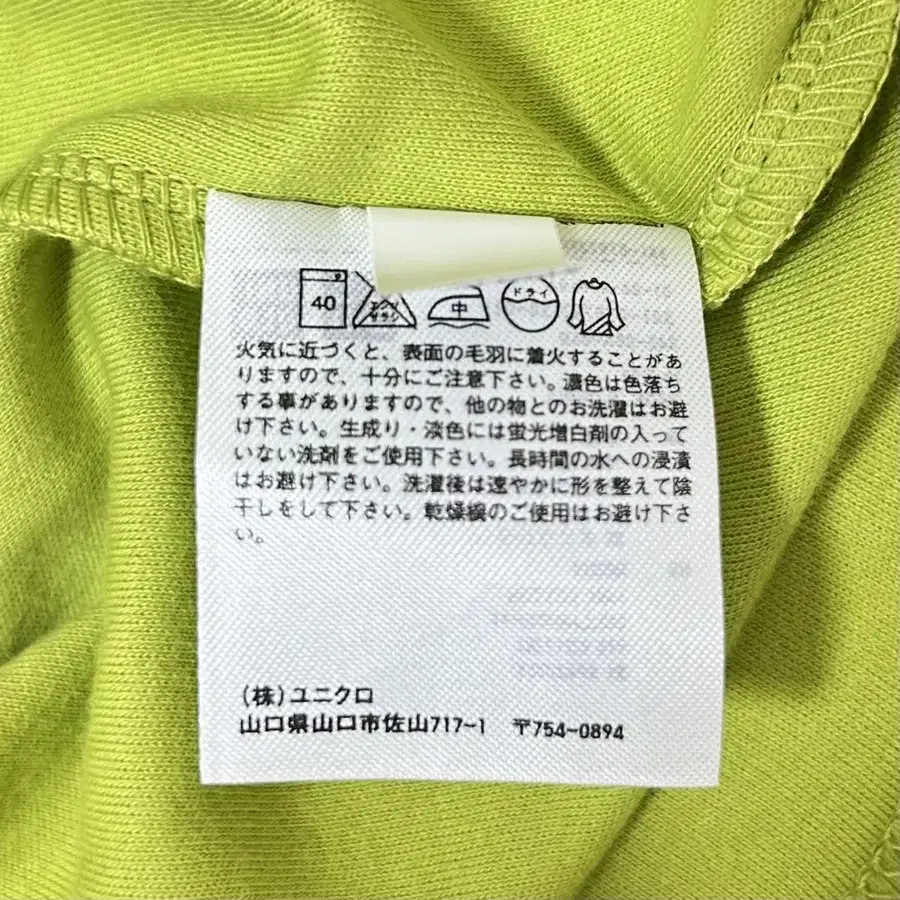 40 エンソ サラシ 中 ドライ
火気に近づくと、表面の毛羽に着火することがあ
りますので、十分にご注意下さい。濃色は色落ち
する事がありますので、他の物とのお洗濯はお避
け下さい。生成り・淡色には蛍光増白剤の入って
いない洗剤をご使用下さい。長時間の水への浸漬
はお避け下さい。洗濯後は速やかに形を整えて陰
干しをして下さい。乾燥機のご使用はお避け下さ
い。
(株)ユニクロ
山口県山口市佐山717-1 〒754-0894